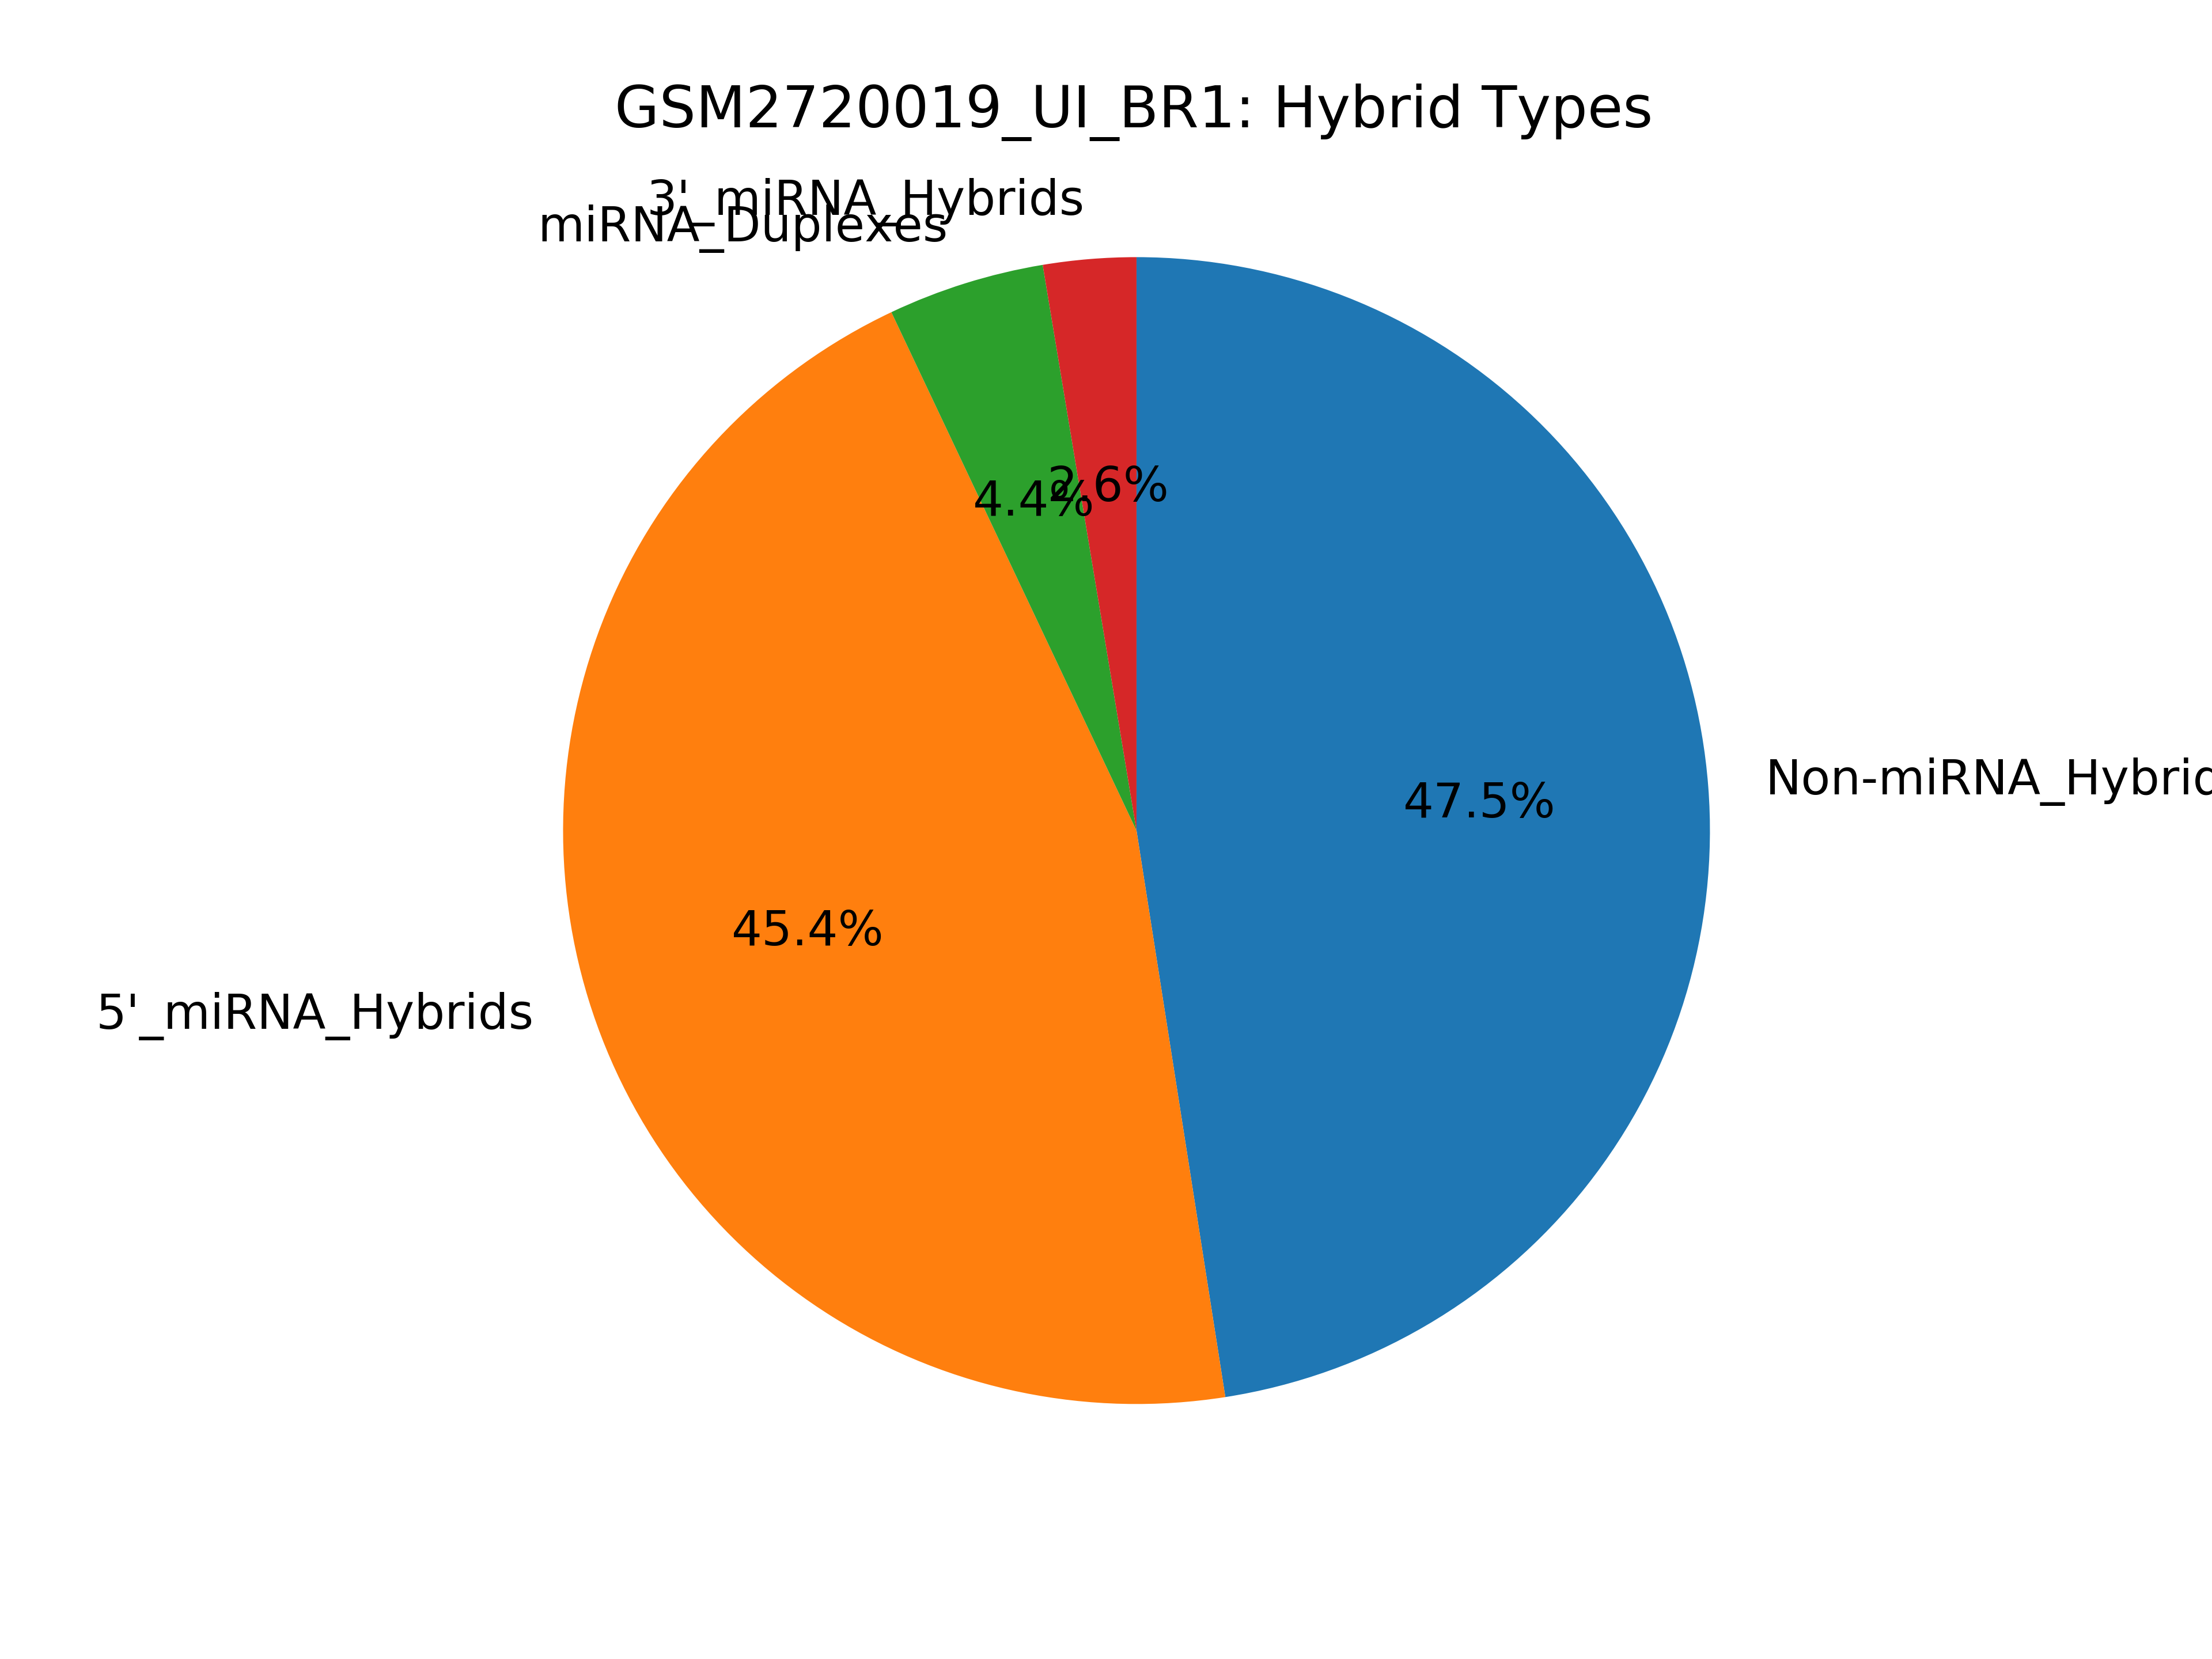 GSM2720019_UI_BR1: Hybrid Types
3'_miRNA_Hybrids
miRNA_Duplexes
2.6%
4.4%
Non-miRNA_Hybrid
47.5%
45.4%
5'_miRNA_Hybrids